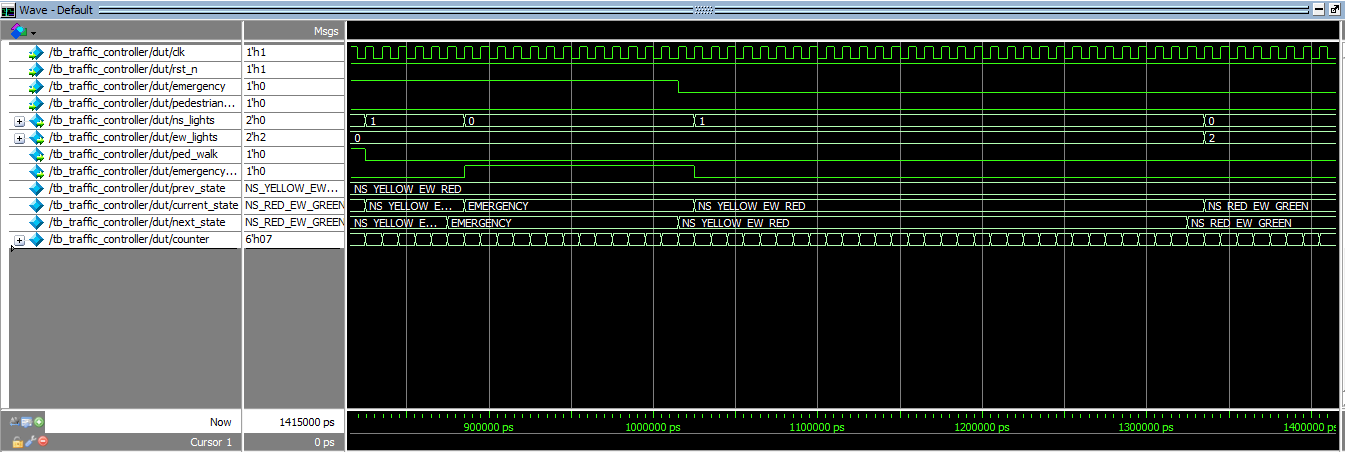 Wave - Default
Msgs
/tb_traffic_controller/dut/clk 1'h1
/tb_traffic_controller/dut/rst_n 1'h1
/tb_traffic_controller/dut/emergency 1'h0
/tb_traffic_controller/dut/pedestrian... 1'h0
/tb_traffic_controller/dut/ns_lights 2'h0 1 0 1 0
/tb_traffic_controller/dut/ew_lights 2'h2 0 2
/tb_traffic_controller/dut/ped_walk 1'h0
/tb_traffic_controller/dut/emergency... 1'h0
/tb_traffic_controller/dut/prev_state NS_YELLOW_EW... NS_YELLOW_EW_RED
/tb_traffic_controller/dut/current_state NS_RED_EW_GREEN NS_YELLOW_E... EMERGENCY NS_YELLOW_EW_RED NS_RED_EW_GREEN
/tb_traffic_controller/dut/next_state NS_RED_EW_GREEN NS_YELLOW_E... EMERGENCY NS_YELLOW_EW_RED NS_RED_EW_GREEN
/tb_traffic_controller/dut/counter 6'h07
Now 1415000 ps
Cursor 1 0 ps
900000 ps 1000000 ps 1100000 ps 1200000 ps 1300000 ps 1400000 ps